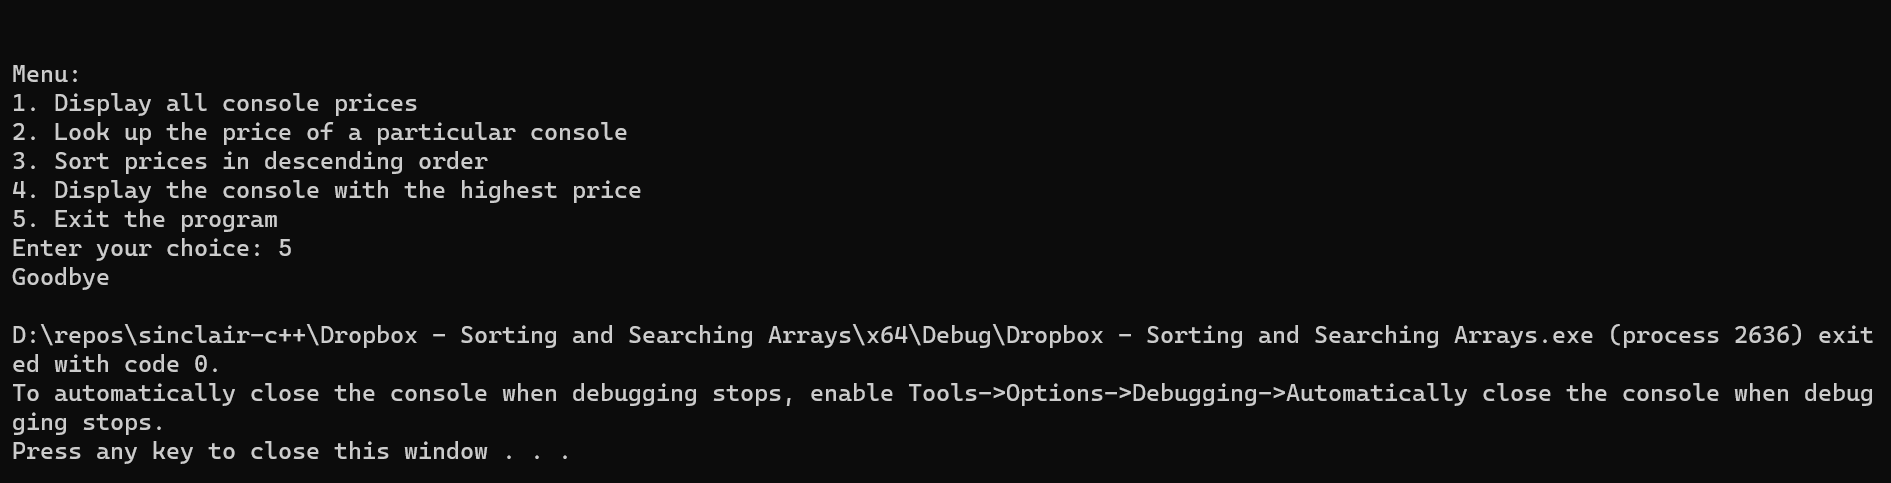 Menu:
1. Display all console prices
2. Look up the price of a particular console
3. Sort prices in descending order
4. Display the console with the highest price
5. Exit the program
Enter your choice: 5
Goodbye
D:\repos\sinclair-c++\Dropbox - Sorting and Searching Arrays\x64\Debug\Dropbox - Sorting and Searching Arrays.exe (process 2636) exit
ed with code 0.
To automatically close the console when debugging stops, enable Tools->Options->Debugging->Automatically close the console when debug
ging stops.
Press any key to close this window . . .